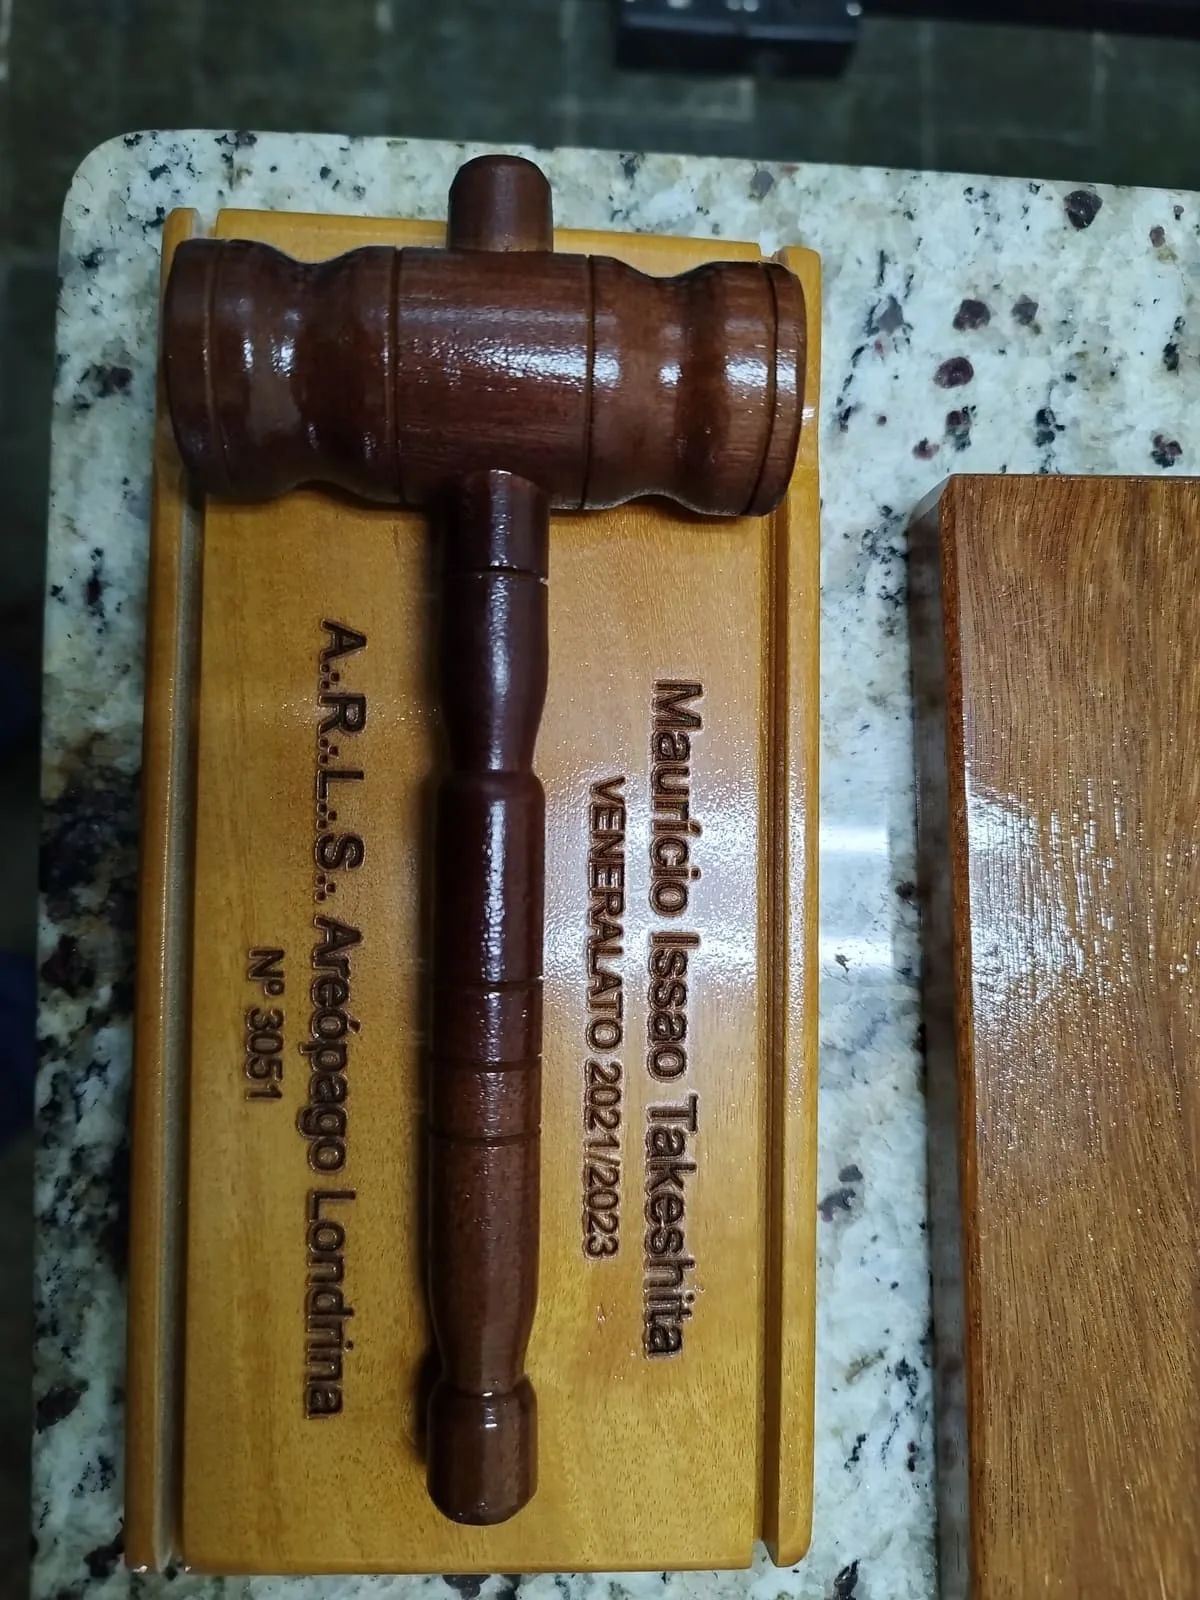 Maurício Issao Takeshita
VENERALATO 2021/2023
A∴R∴L∴S∴ Areópago Londrina
Nº 3051